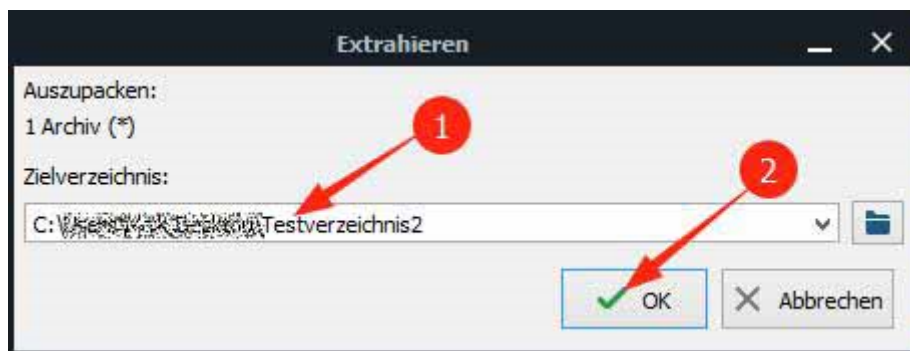 Extrahieren
Auszupacken:
1 Archiv (*)
1
Zielverzeichnis:
2
C:\ Testverzeichnis2
OK
Abbrechen